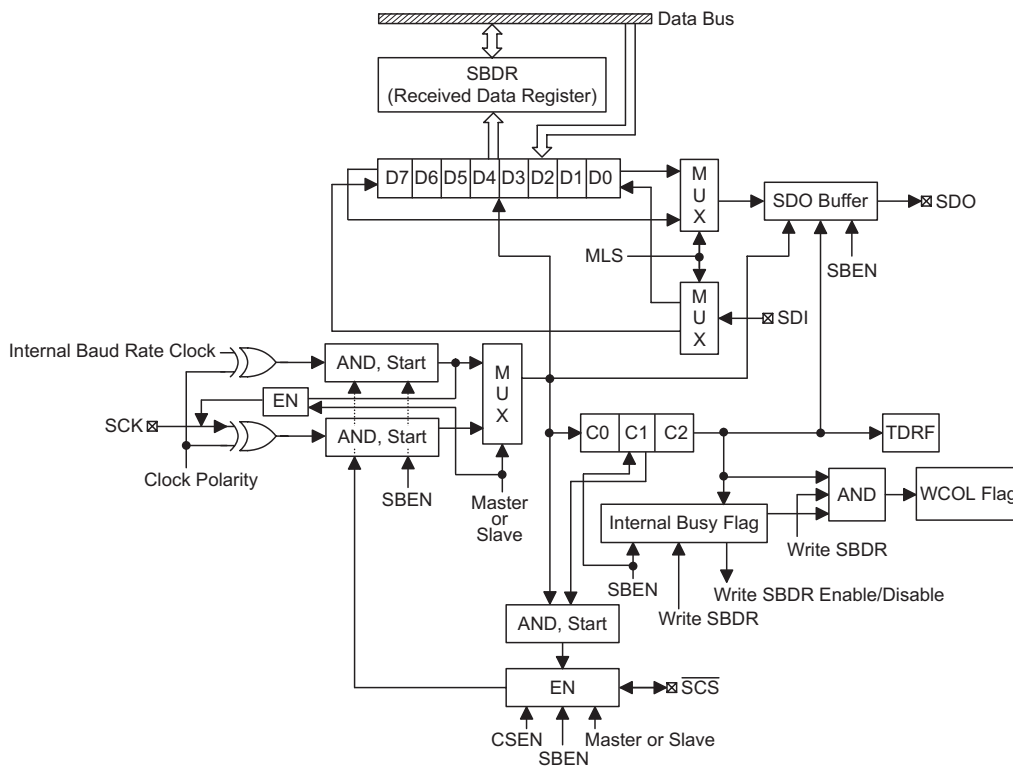 Data Bus
SBDR
(Received Data Register)
D7 D6 D5 D4 D3 D2 D1 D0
M
U
X
SDO Buffer
SDO
MLS
SBEN
M
U
X
SDI
Internal Baud Rate Clock
AND, Start
M
U
X
EN
SCK
AND, Start
C0 C1 C2
TDRF
Clock Polarity
SBEN
Master
or
Slave
AND
WCOL Flag
Internal Busy Flag
Write SBDR
SBEN
Write SBDR Enable/Disable
Write SBDR
AND, Start
EN
SCS
CSEN
SBEN
Master or Slave